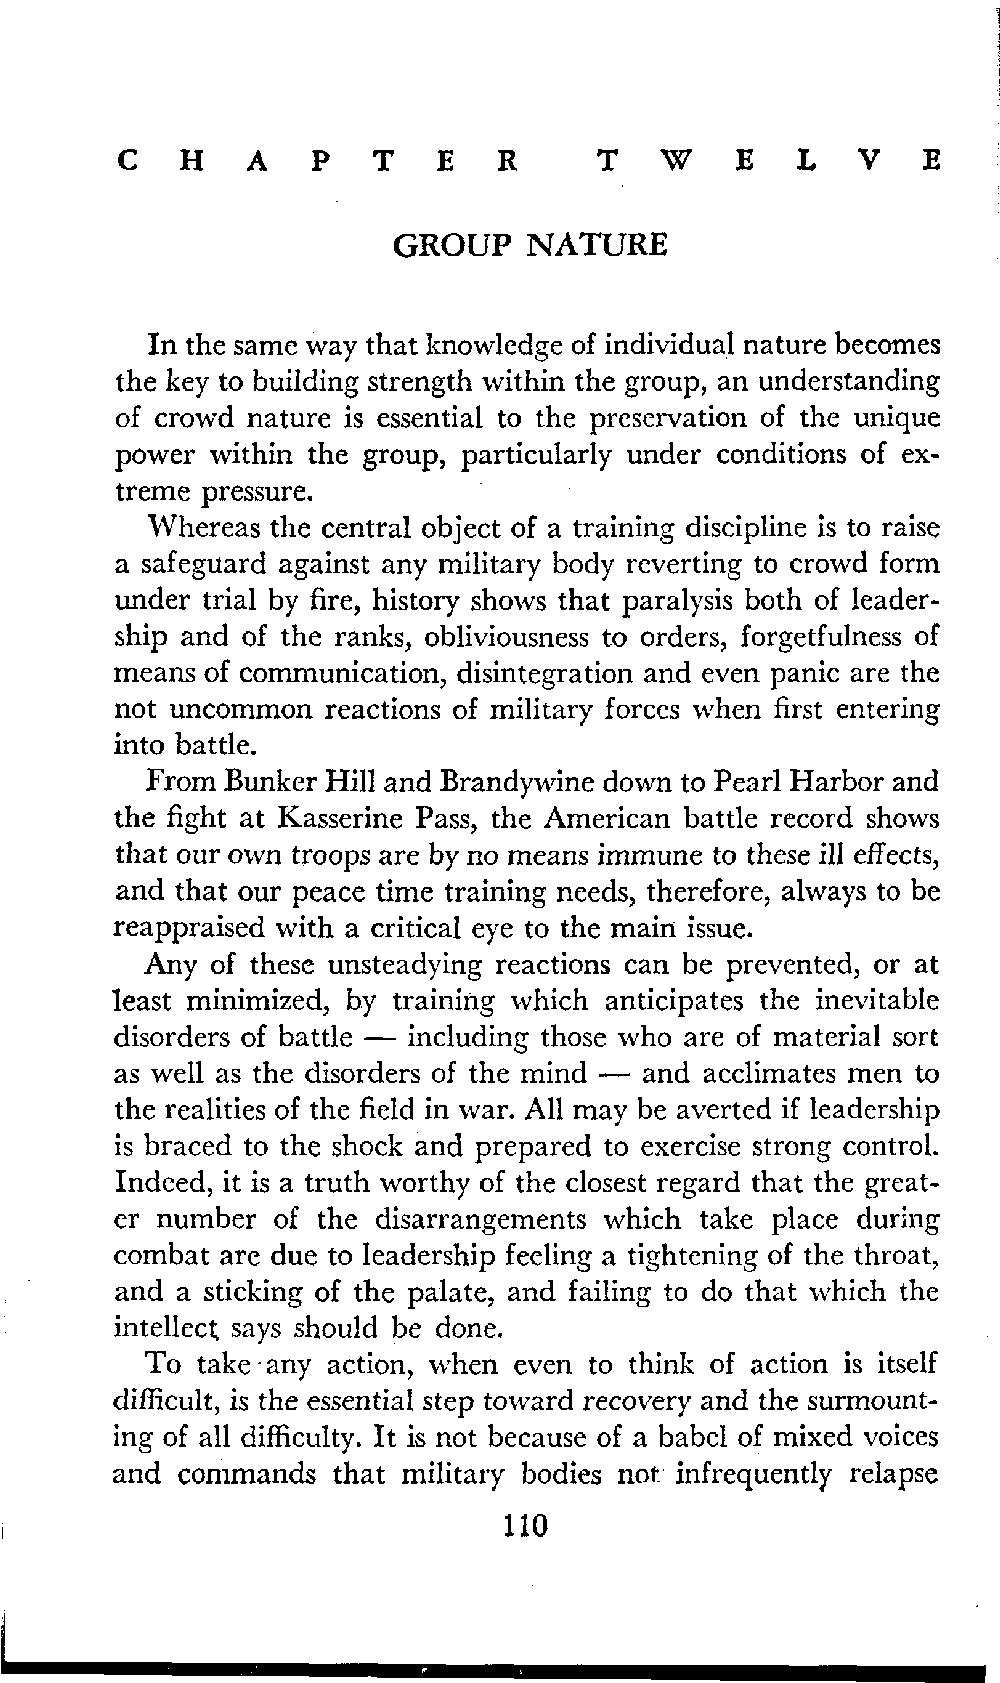 CHAPTER TWELVE
GROUP NATURE
In the same way that knowledge of individual nature becomes
the key to building strength within the group, an understanding
of crowd nature is essential to the preservation of the unique
power within the group, particularly under conditions of ex-
treme pressure.
Whereas the central object of a training discipline is to raise
a safeguard against any military body reverting to crowd form
under trial by fire, history shows that paralysis both of leader-
ship and of the ranks, obliviousness to orders, forgetfulness of
means of communication, disintegration and even panic are the
not uncommon reactions of military forces when first entering
into battle.
From Bunker Hill and Brandywine down to Pearl Harbor and
the fight at Kasserine Pass, the American battle record shows
that our own troops are by no means immune to these ill effects,
and that our peace time training needs, therefore, always to be
reappraised with a critical eye to the main issue.
Any of these unsteadying reactions can be prevented, or at
least minimized, by training which anticipates the inevitable
disorders of battle — including those who are of material sort
as well as the disorders of the mind — and acclimates men to
the realities of the field in war. All may be averted if leadership
is braced to the shock and prepared to exercise strong control.
Indeed, it is a truth worthy of the closest regard that the great-
er number of the disarrangements which take place during
combat are due to leadership feeling a tightening of the throat,
and a sticking of the palate, and failing to do that which the
intellect says should be done.
To take any action, when even to think of action is itself
difficult, is the essential step toward recovery and the surmount-
ing of all difficulty. It is not because of a babel of mixed voices
and commands that military bodies not infrequently relapse
110